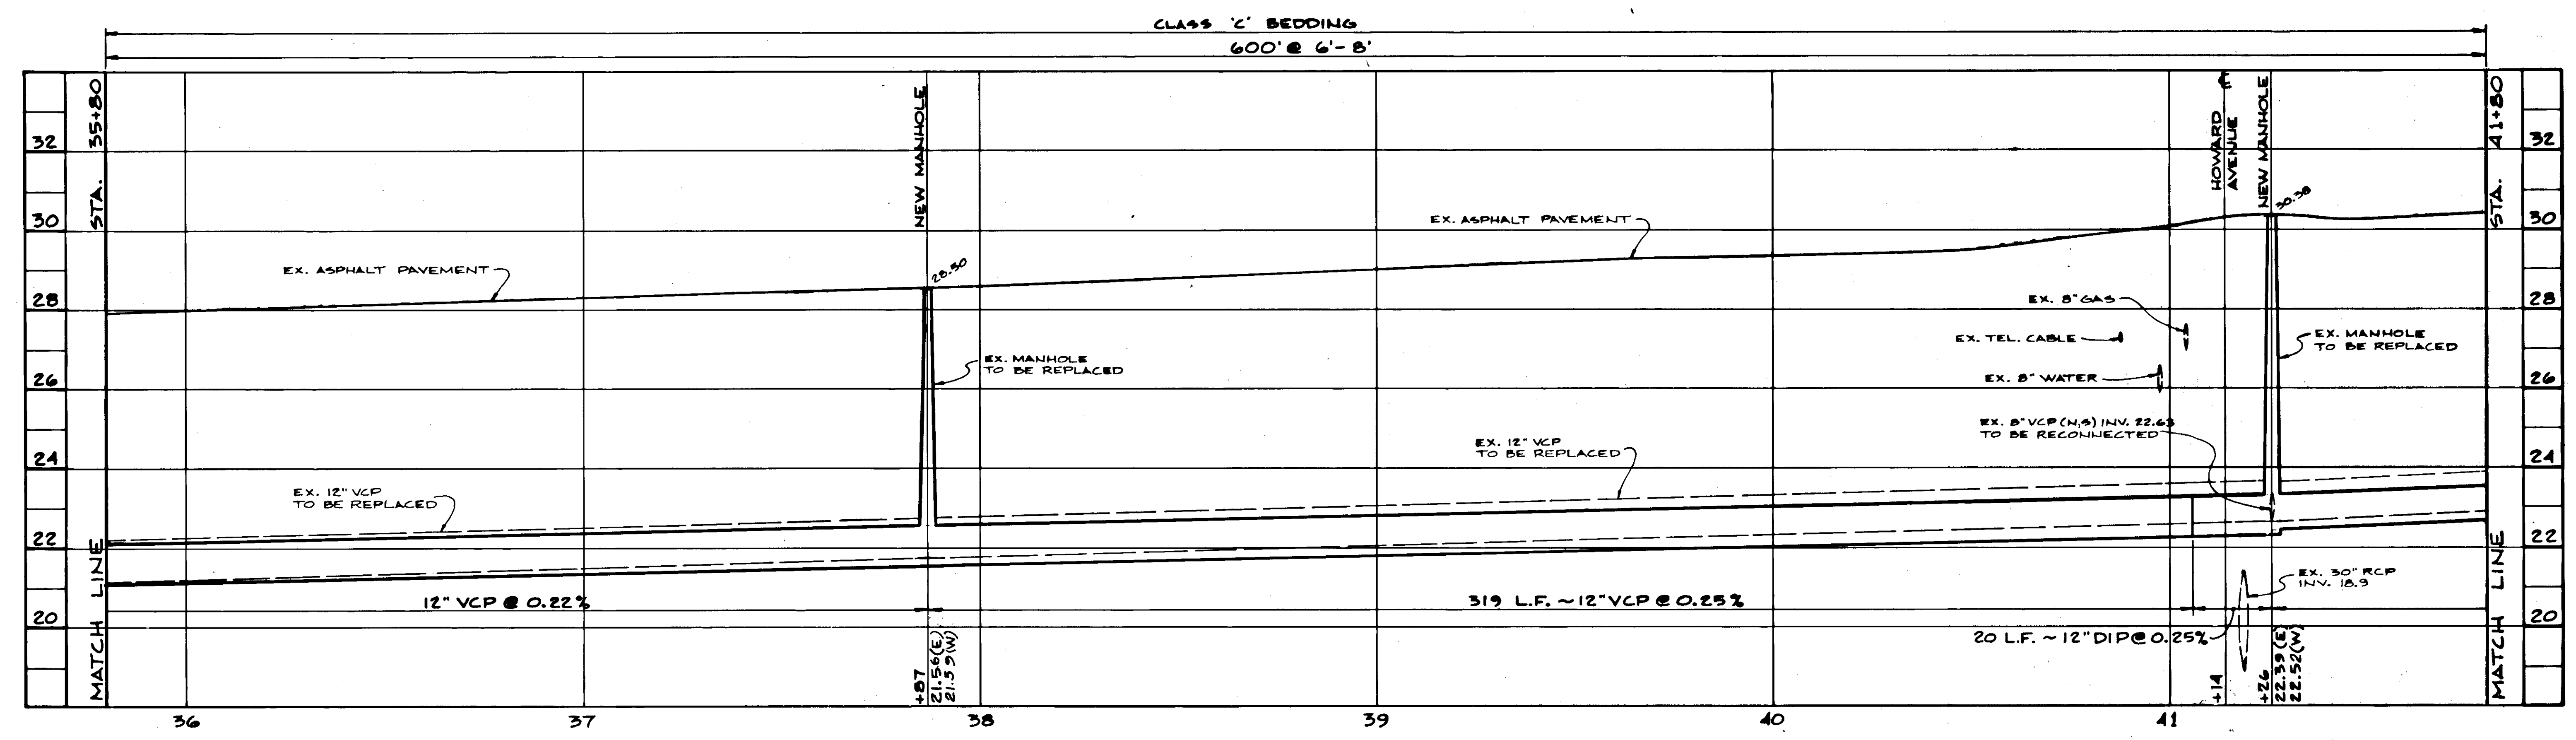 CLASS 'C' BEDDING
600' @ 6'-8'
STA. 35+80
MATCH LINE
32
30
28
26
24
22
20
NEW MANHOLE
28.50
EX. ASPHALT PAVEMENT
EX. MANHOLE
TO BE REPLACED
EX. 12" VCP
TO BE REPLACED
12" VCP @ 0.22%
+87
21.56(E)
21.59(W)
EX. ASPHALT PAVEMENT
EX. 12" VCP
TO BE REPLACED
319 L.F. ~ 12" VCP @ 0.25%
HOWARD
AVENUE
NEW MANHOLE
30.38
EX. 8" GAS
EX. TEL. CABLE
EX. 8" WATER
EX. MANHOLE
TO BE REPLACED
EX. 8" VCP (N,S) INV. 22.63
TO BE RECONNECTED
EX. 30" RCP
INV. 18.9
20 L.F. ~ 12" DIP @ 0.25%
+14
+26
22.39(E)
22.52(W)
STA. 41+80
MATCH LINE
32
30
28
26
24
22
20
36
37
38
39
40
41